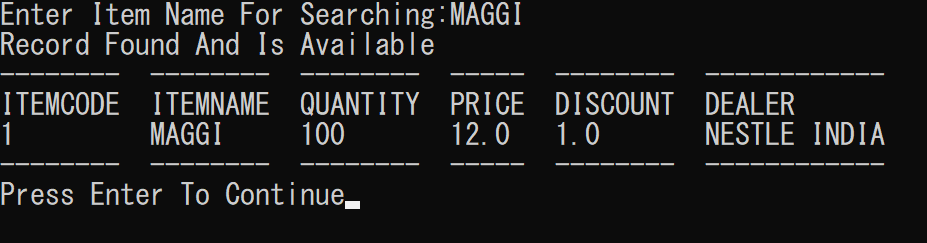 Enter Item Name For Searching:MAGGI
Record Found And Is Available
--------  --------  --------  -----  --------  ------------
ITEMCODE  ITEMNAME  QUANTITY  PRICE  DISCOUNT  DEALER
1         MAGGI     100       12.0   1.0       NESTLE INDIA
--------  --------  --------  -----  --------  ------------
Press Enter To Continue